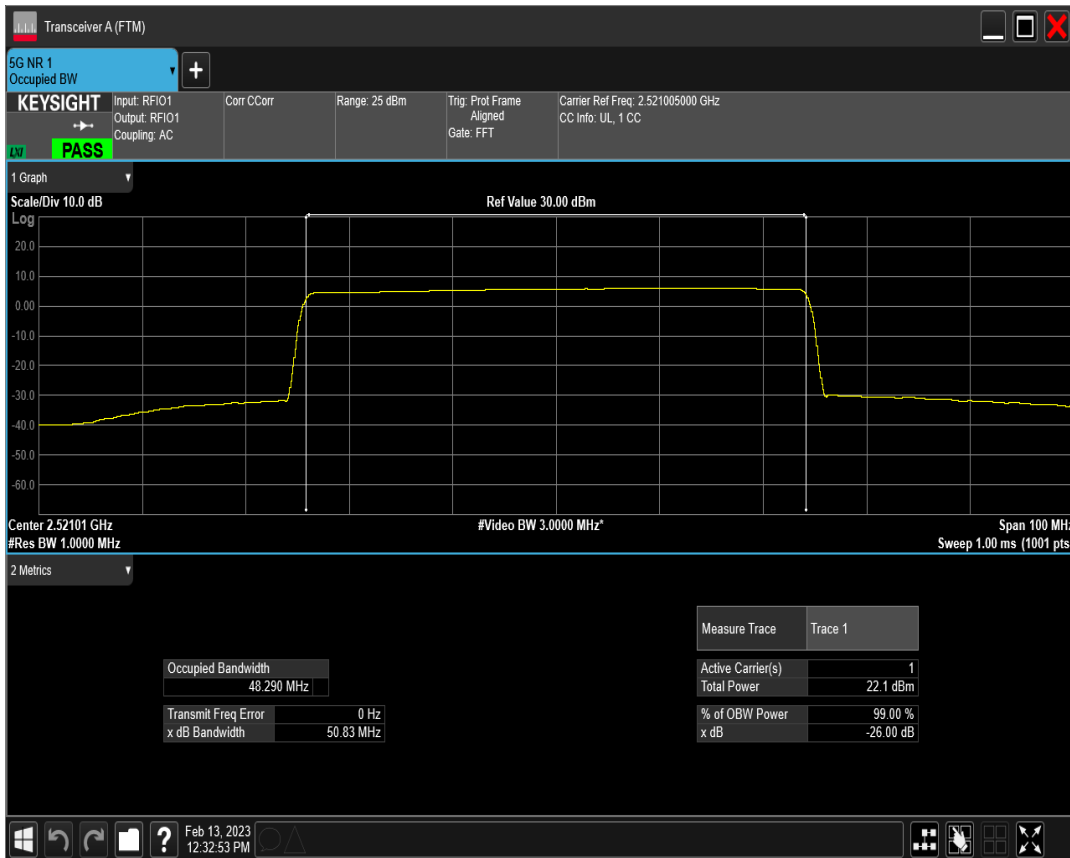 Transceiver A (FTM)
5G NR 1
Occupied BW
+
KEYSIGHT
LXI
PASS
Input: RFIO1
Output: RFIO1
Coupling: AC
Corr CCorr
Range: 25 dBm
Trig: Prot Frame
Aligned
Gate: FFT
Carrier Ref Freq: 2.521005000 GHz
CC Info: UL, 1 CC
1 Graph
Scale/Div 10.0 dB
Ref Value 30.00 dBm
Log
20.0
10.0
0.00
-10.0
-20.0
-30.0
-40.0
-50.0
-60.0
Center 2.52101 GHz
#Video BW 3.0000 MHz*
Span 100 MHz
#Res BW 1.0000 MHz
Sweep 1.00 ms (1001 pts
2 Metrics
Measure Trace Trace 1
Occupied Bandwidth
48.290 MHz
Active Carrier(s) 1
Total Power 22.1 dBm
Transmit Freq Error 0 Hz
x dB Bandwidth 50.83 MHz
% of OBW Power 99.00 %
x dB -26.00 dB
?
Feb 13, 2023
12:32:53 PM